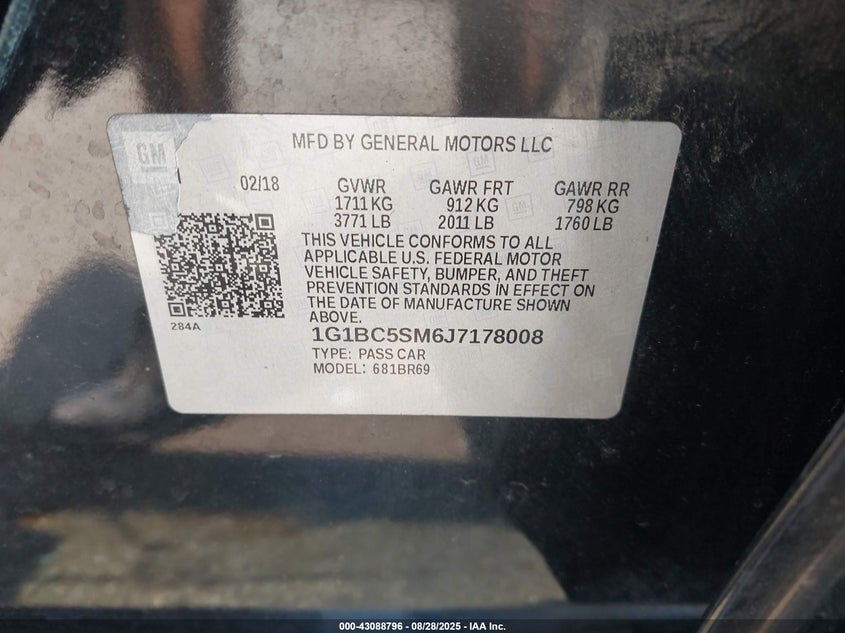 GM
MFD BY GENERAL MOTORS LLC
02/18 GVWR GAWR FRT GAWR RR
1711 KG 912 KG 798 KG
3771 LB 2011 LB 1760 LB
THIS VEHICLE CONFORMS TO ALL
APPLICABLE U.S. FEDERAL MOTOR
VEHICLE SAFETY, BUMPER, AND THEFT
PREVENTION STANDARDS IN EFFECT ON
THE DATE OF MANUFACTURE SHOWN
ABOVE.
284A
1G1BC5SM6J7178008
TYPE: PASS CAR
MODEL: 681BR69
000-43088796 - 08/28/2025 - IAA Inc.